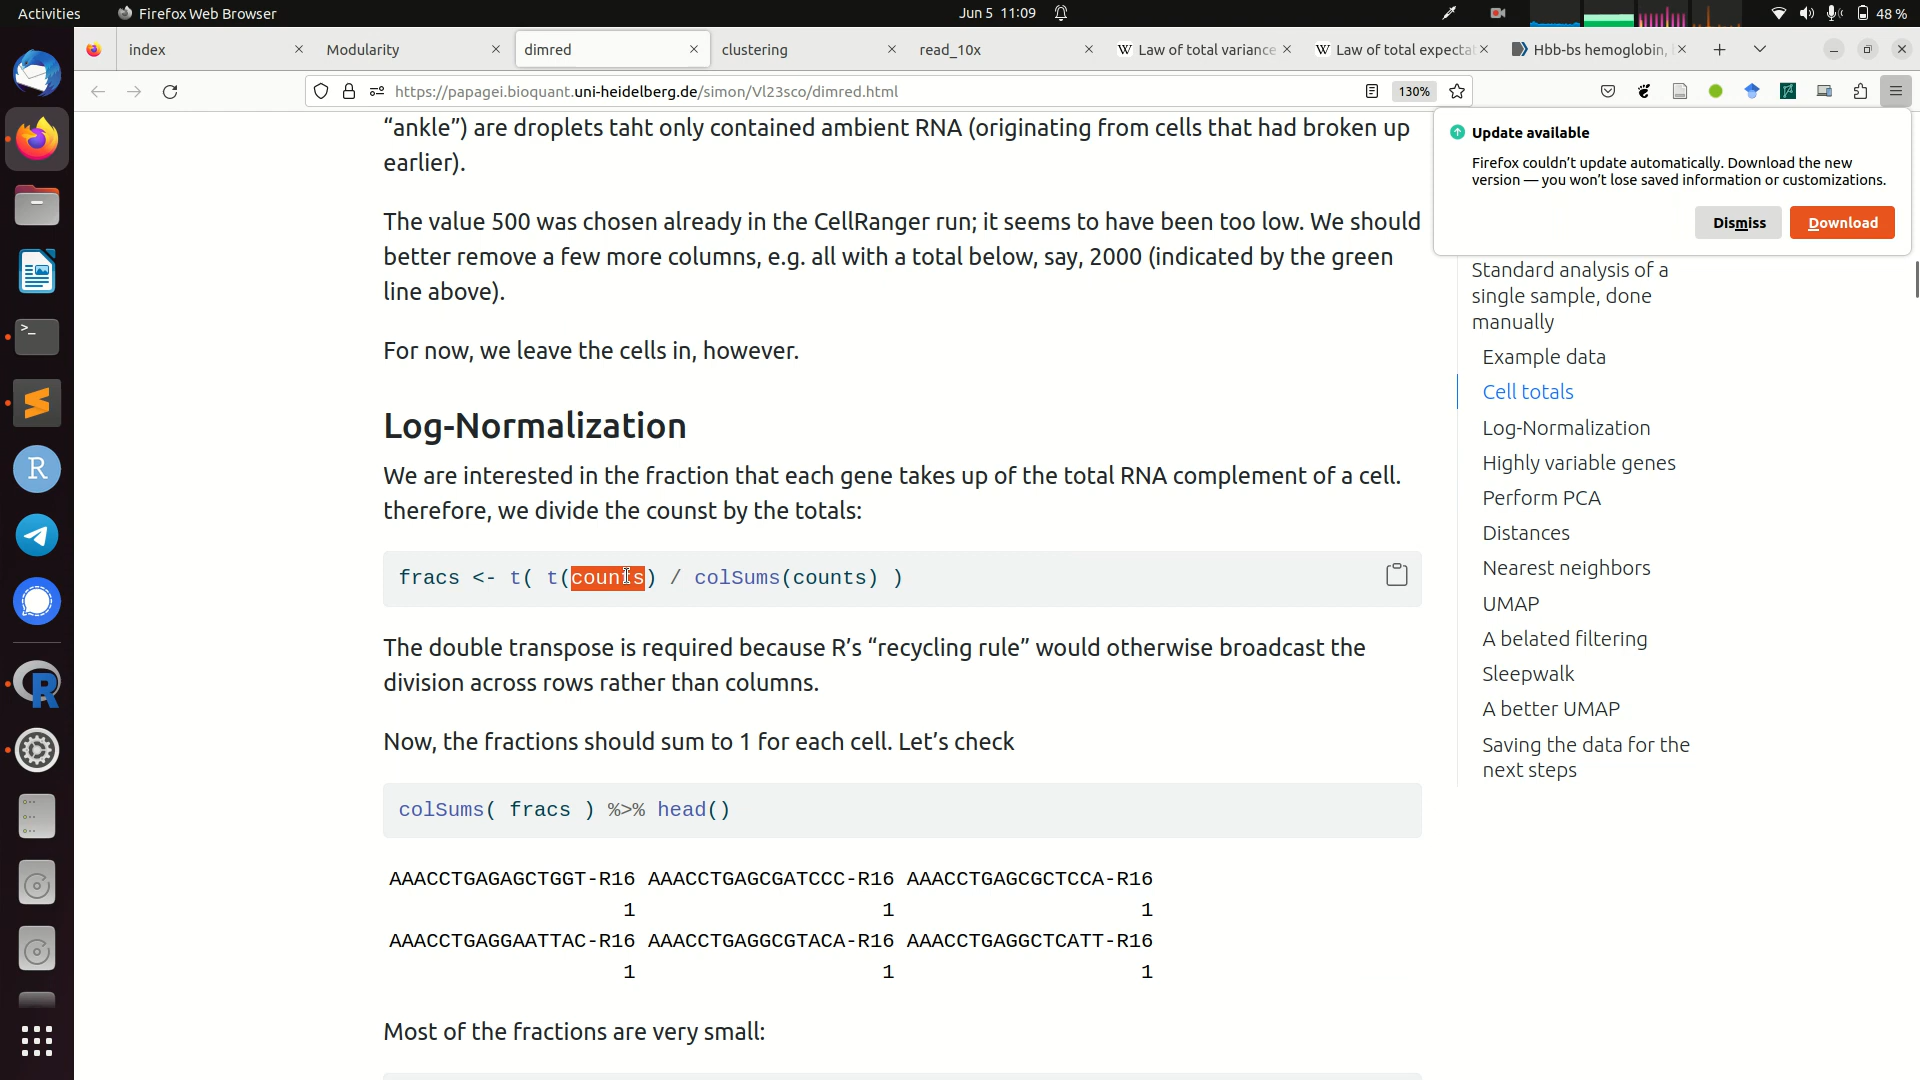 Activities
Firefox Web Browser
Jun 5 11:09
48 %
index
Modularity
dimred
clustering
read_10x
Law of total variance
Law of total expecta
Hbb-bs hemoglobin,
https://papagei.bioquant.uni-heidelberg.de/simon/Vl23sco/dimred.html
130%
Update available
Firefox couldn't update automatically. Download the new
version — you won't lose saved information or customizations.
Dismiss
Download
“ankle”) are droplets taht only contained ambient RNA (originating from cells that had broken up
earlier).
The value 500 was chosen already in the CellRanger run; it seems to have been too low. We should
better remove a few more columns, e.g. all with a total below, say, 2000 (indicated by the green
line above).
For now, we leave the cells in, however.
Log-Normalization
We are interested in the fraction that each gene takes up of the total RNA complement of a cell.
therefore, we divide the counst by the totals:
fracs <- t( t(counts) / colSums(counts) )
The double transpose is required because R’s “recycling rule” would otherwise broadcast the
division across rows rather than columns.
Now, the fractions should sum to 1 for each cell. Let’s check
colSums( fracs ) %>% head()
AAACCTGAGAGCTGGT-R16 AAACCTGAGCGATCCC-R16 AAACCTGAGCGCTCCA-R16
1 1 1
AAACCTGAGGAATTAC-R16 AAACCTGAGGCGTACA-R16 AAACCTGAGGCTCATT-R16
1 1 1
Most of the fractions are very small:
Standard analysis of a
single sample, done
manually
Example data
Cell totals
Log-Normalization
Highly variable genes
Perform PCA
Distances
Nearest neighbors
UMAP
A belated filtering
Sleepwalk
A better UMAP
Saving the data for the
next steps